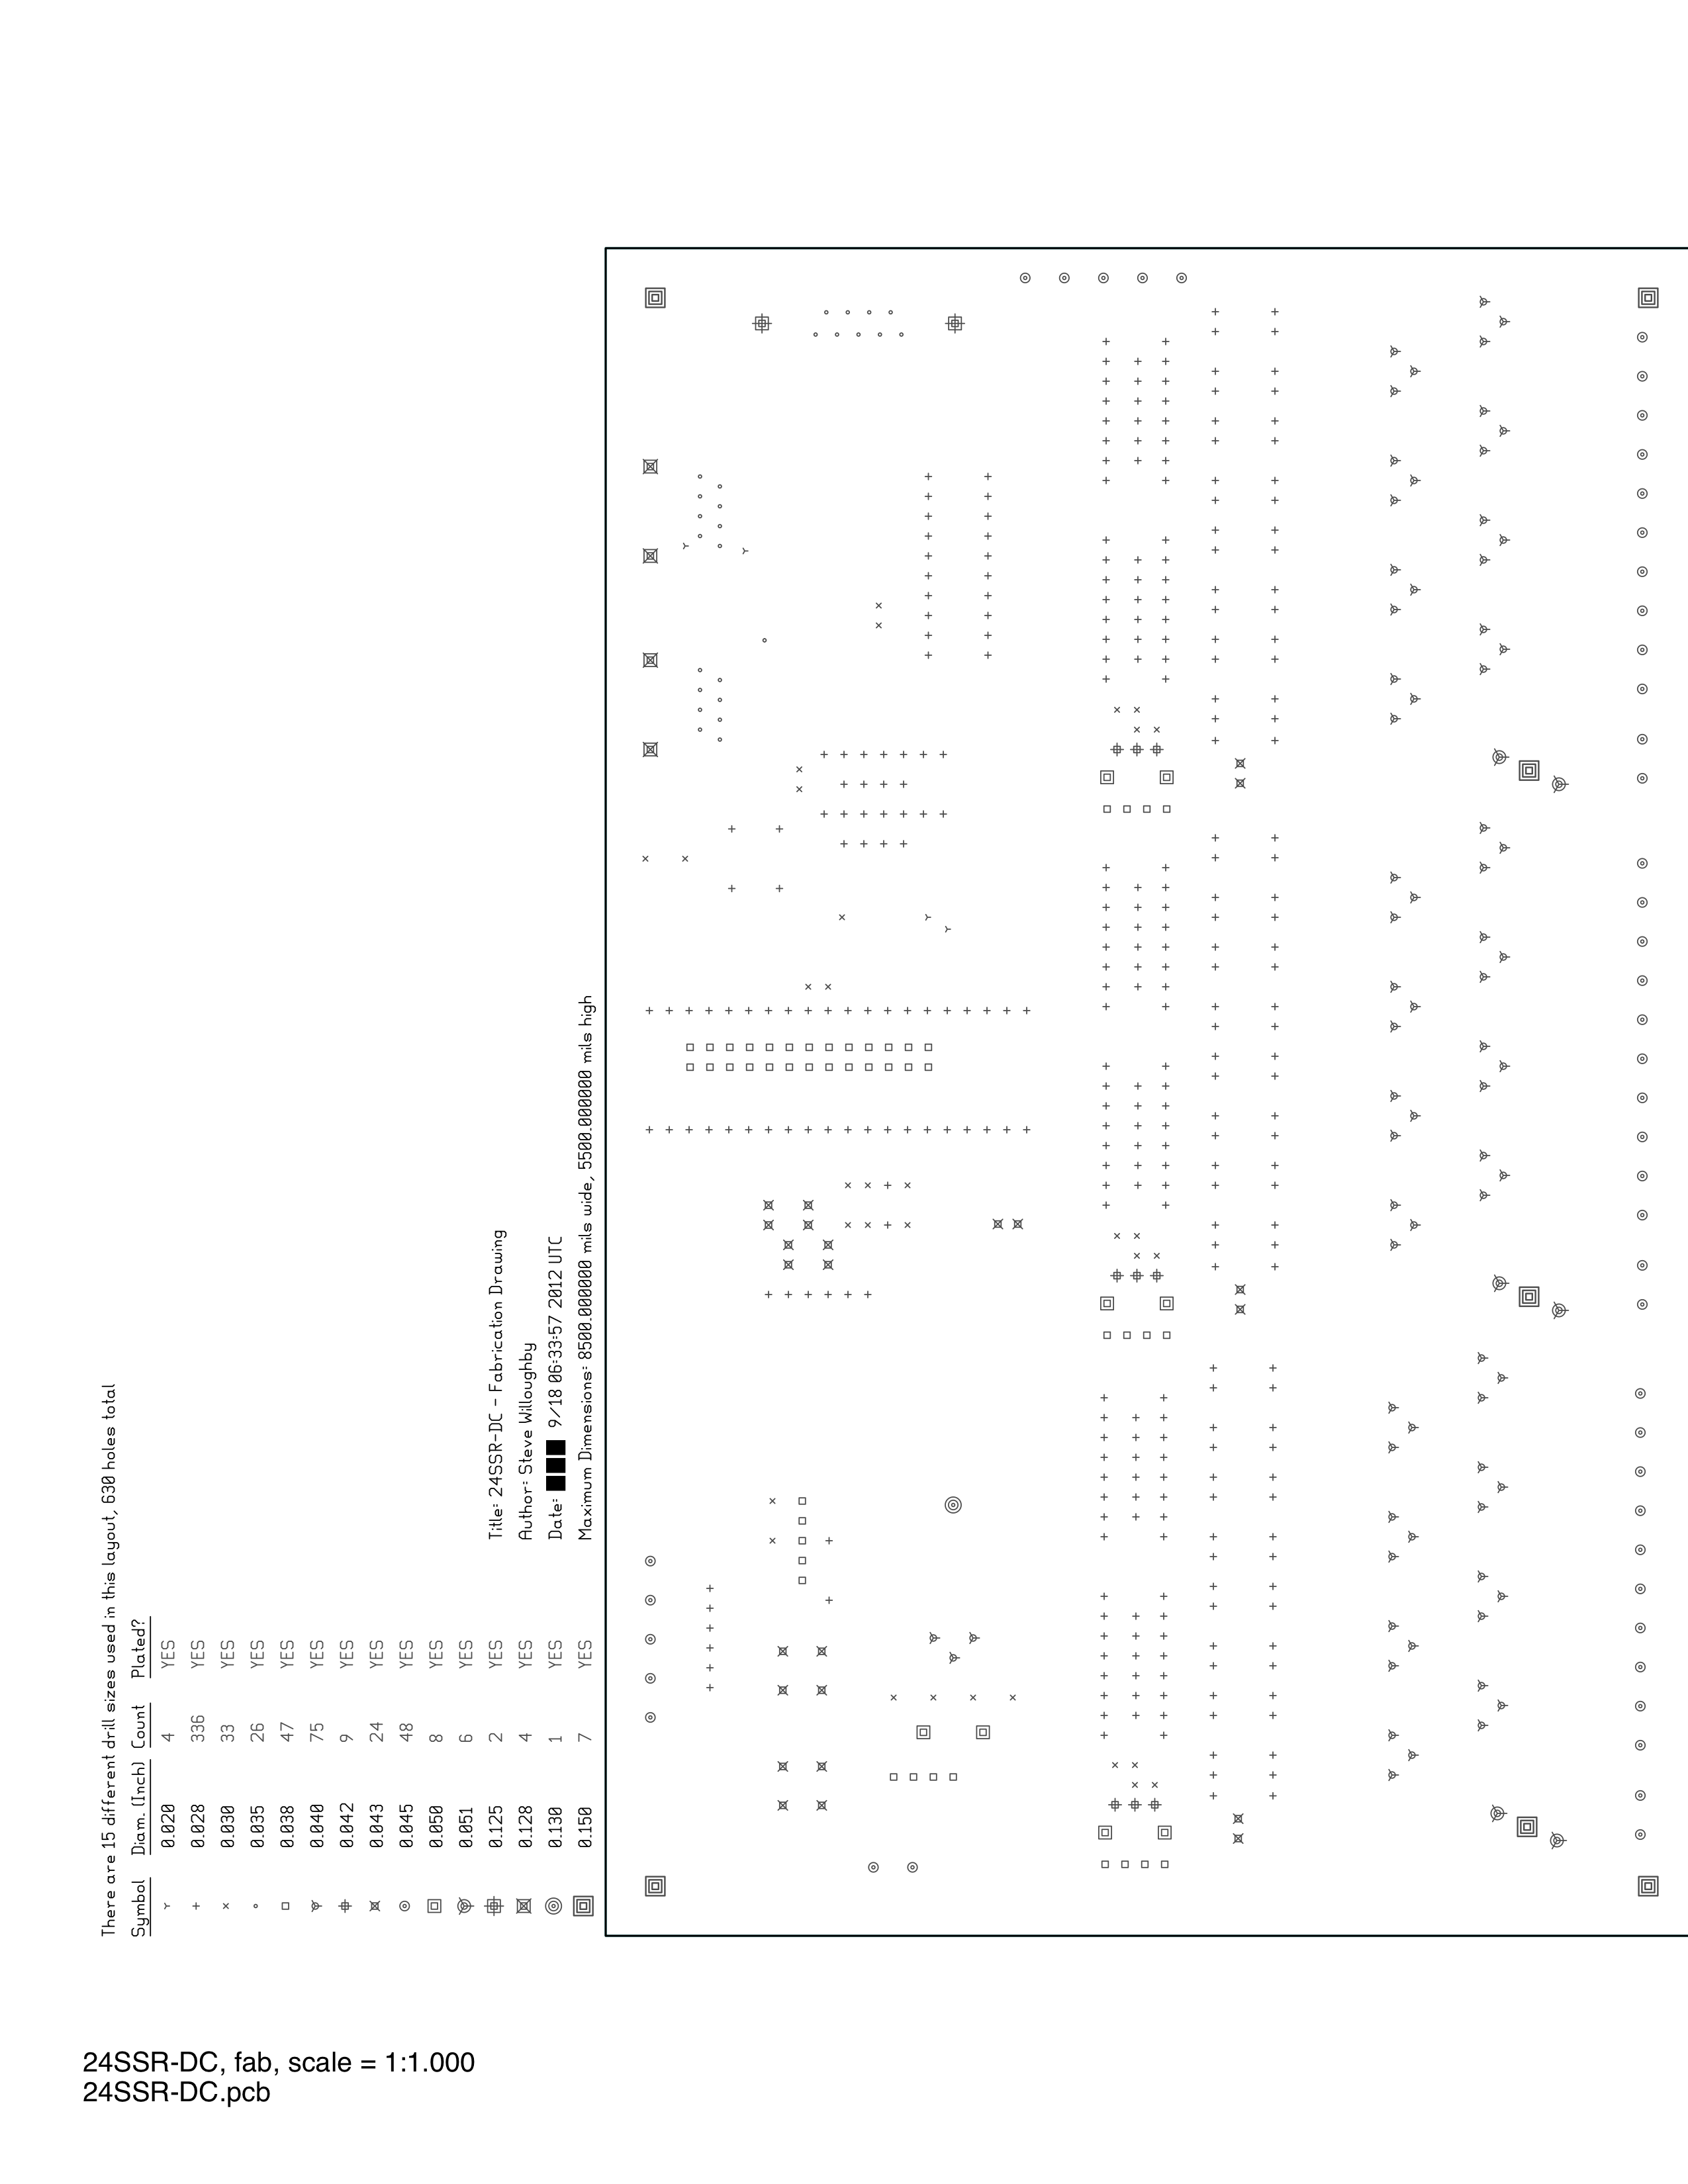 There are 15 different drill sizes used in this layout, 630 holes total
Symbol Diam. (Inch) Count Plated?
0.020 4 YES
0.028 336 YES
0.030 33 YES
0.035 26 YES
0.038 47 YES
0.040 75 YES
0.042 9 YES
0.043 24 YES
0.045 48 YES
0.050 8 YES
0.051 6 YES
0.125 2 YES
0.128 4 YES
0.130 1 YES
0.150 7 YES
Title: 24SSR-DC - Fabrication Drawing
Author: Steve Willoughby
Date: 9/18 06:33:57 2012 UTC
Maximum Dimensions: 8500.000000 mils wide, 5500.000000 mils high
24SSR-DC, fab, scale = 1:1.000
24SSR-DC.pcb